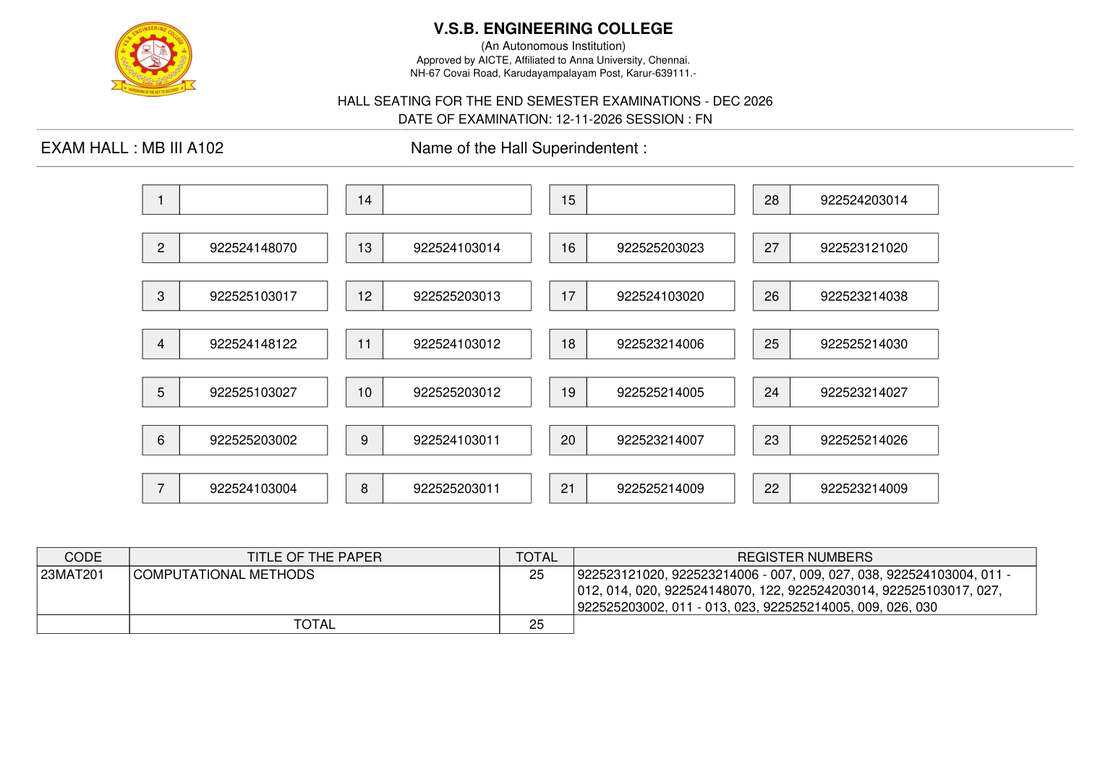 V.S.B. ENGINEERING COLLEGE
(An Autonomous Institution)
Approved by AICTE, Affiliated to Anna University, Chennai.
NH-67 Covai Road, Karudayampalayam Post, Karur-639111.-
HALL SEATING FOR THE END SEMESTER EXAMINATIONS - DEC 2026
DATE OF EXAMINATION: 12-11-2026 SESSION : FN
EXAM HALL : MB III A102 Name of the Hall Superindentent :
1 14 15 28 922524203014
2 922524148070 13 922524103014 16 922525203023 27 922523121020
3 922525103017 12 922525203013 17 922524103020 26 922523214038
4 922524148122 11 922524103012 18 922523214006 25 922525214030
5 922525103027 10 922525203012 19 922525214005 24 922523214027
6 922525203002 9 922524103011 20 922523214007 23 922525214026
7 922524103004 8 922525203011 21 922525214009 22 922523214009
CODE TITLE OF THE PAPER TOTAL REGISTER NUMBERS
23MAT201 COMPUTATIONAL METHODS 25 922523121020, 922523214006 - 007, 009, 027, 038, 922524103004, 011 -
012, 014, 020, 922524148070, 122, 922524203014, 922525103017, 027,
922525203002, 011 - 013, 023, 922525214005, 009, 026, 030
TOTAL 25